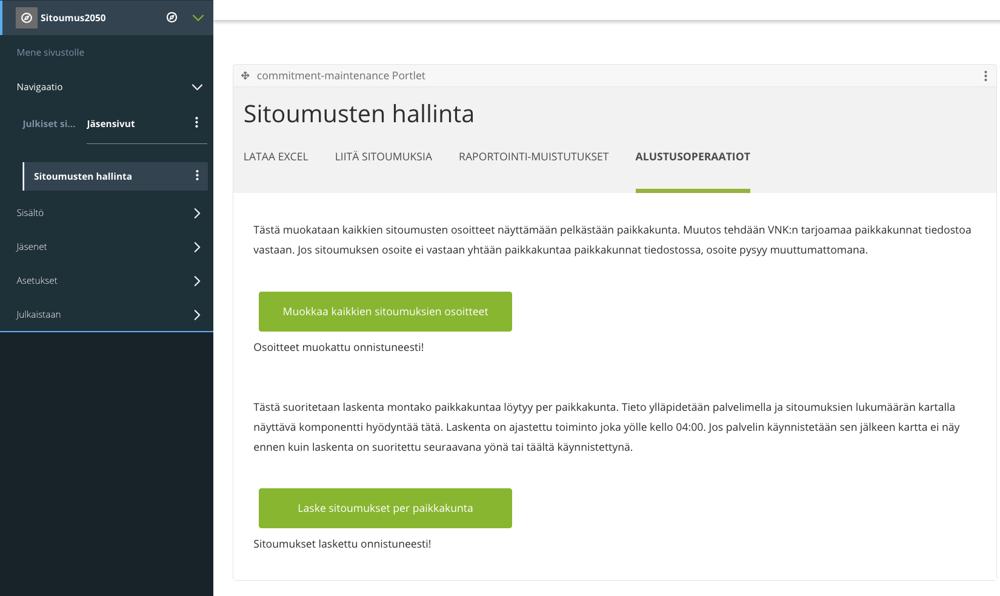 Sitoumus2050
Mene sivustolle
Navigaatio
Julkiset si...
Jäsensivut
Sitoumusten hallinta
Sisältö
Jäsenet
Asetukset
Julkaistaan
commitment-maintenance Portlet
Sitoumusten hallinta
LATAA EXCEL
LIITÄ SITOUMUKSIA
RAPORTOINTI-MUISTUTUKSET
ALUSTUSOPERAATIOT
Tästä muokataan kaikkien sitoumusten osoitteet näyttämään pelkästään paikkakunta. Muutos tehdään VNK:n tarjoamaa paikkakunnat tiedostoa
vastaan. Jos sitoumuksen osoite ei vastaan yhtään paikkakuntaa paikkakunnat tiedostossa, osoite pysyy muuttumattomana.
Muokkaa kaikkien sitoumuksien osoitteet
Osoitteet muokattu onnistuneesti!
Tästä suoritetaan laskenta montako paikkakuntaa löytyy per paikkakunta. Tieto ylläpidetään palvelimella ja sitoumuksien lukumäärän kartalla
näyttävä komponentti hyödyntää tätä. Laskenta on ajastettu toiminto joka yölle kello 04:00. Jos palvelin käynnistetään sen jälkeen kartta ei näy
ennen kuin laskenta on suoritettu seuraavana yönä tai täältä käynnistettynä.
Laske sitoumukset per paikkakunta
Sitoumukset laskettu onnistuneesti!